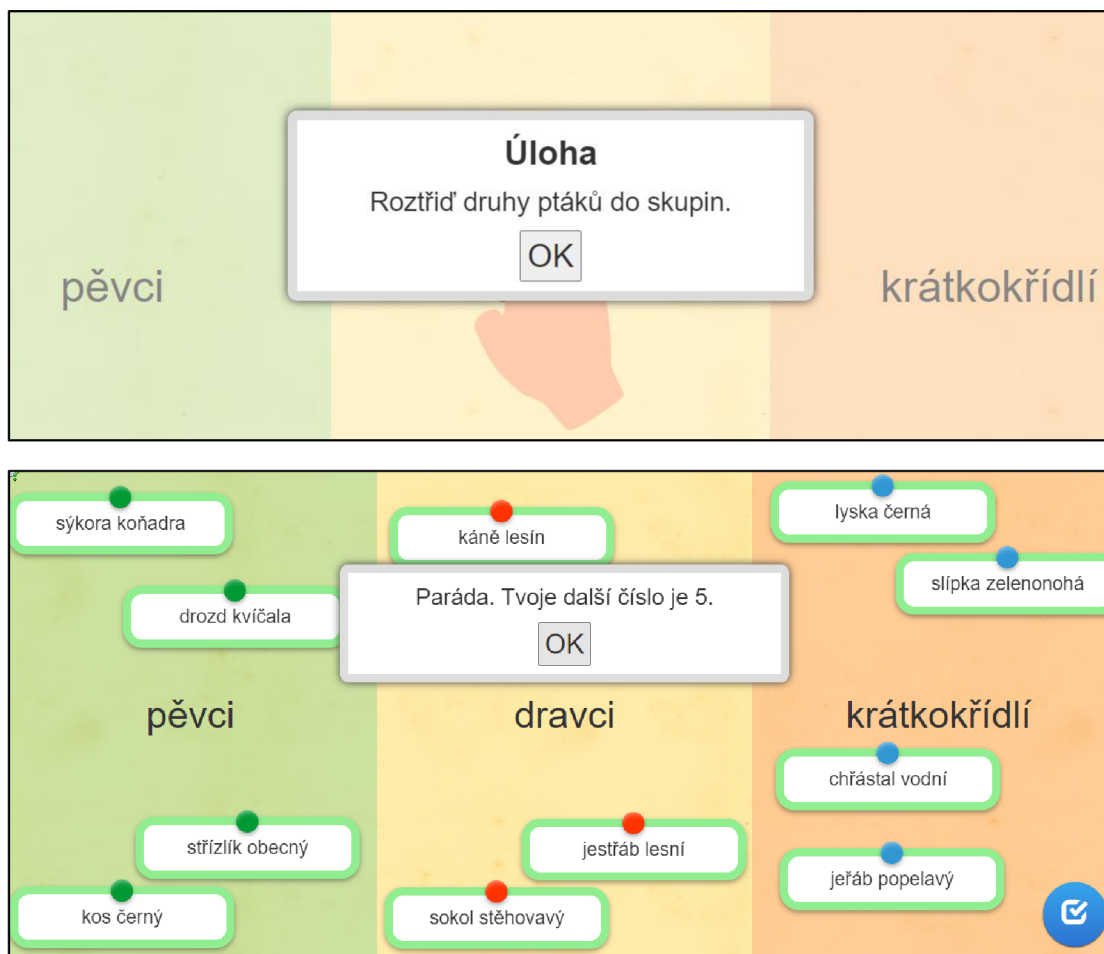 Úloha
Roztřiď druhy ptáků do skupin.
OK
pěvci
krátkokřídlí
sýkora koňadra
drozd kvíčala
káně lesín
lyska černá
slípka zelenonohá
Paráda. Tvoje další číslo je 5.
OK
pěvci
dravci
krátkokřídlí
chřástal vodní
střízlík obecný
jestřáb lesní
jeřáb popelavý
kos černý
sokol stěhovavý